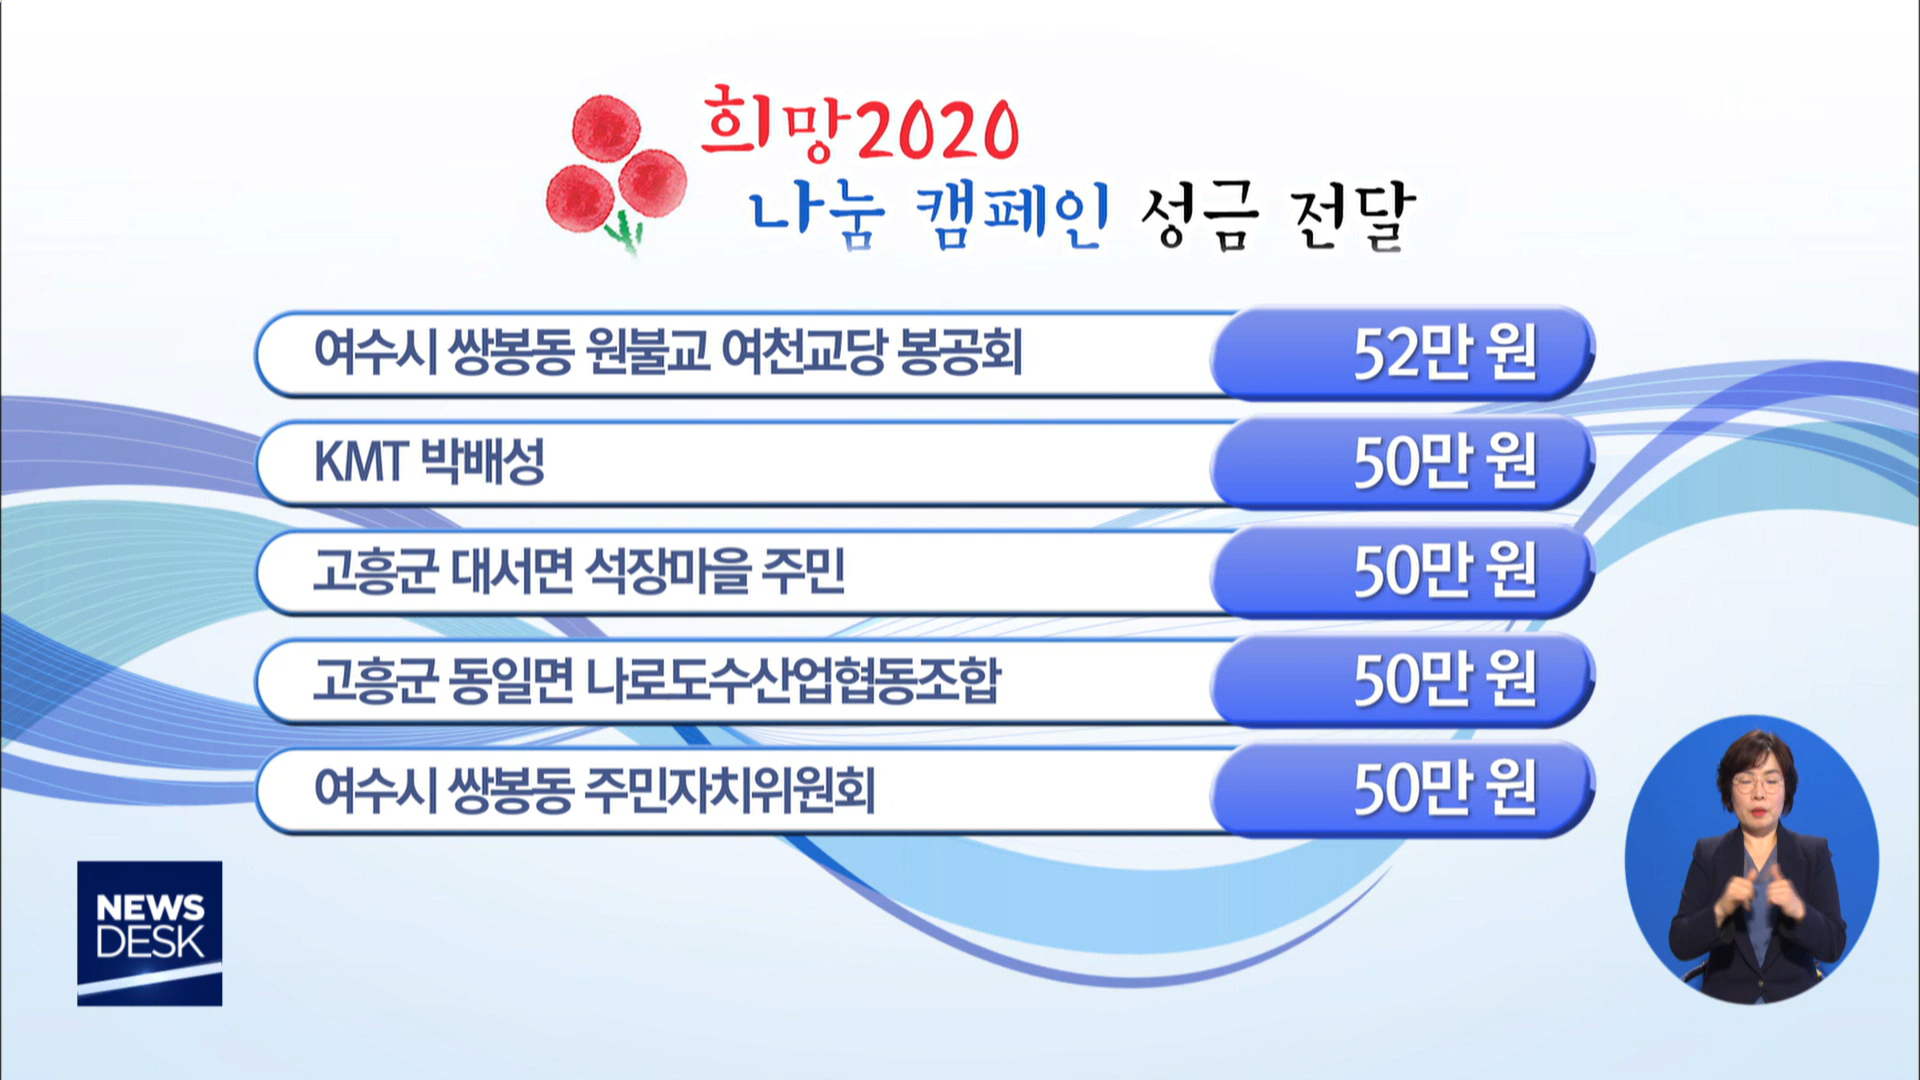 희망2020
나눔 캠페인 성금 전달
여수시 쌍봉동 원불교 여천교당 봉공회 52만 원
KMT 박배성 50만 원
고흥군 대서면 석장마을 주민 50만 원
고흥군 동일면 나로도수산업협동조합 50만 원
여수시 쌍봉동 주민자치위원회 50만 원
NEWS
DESK